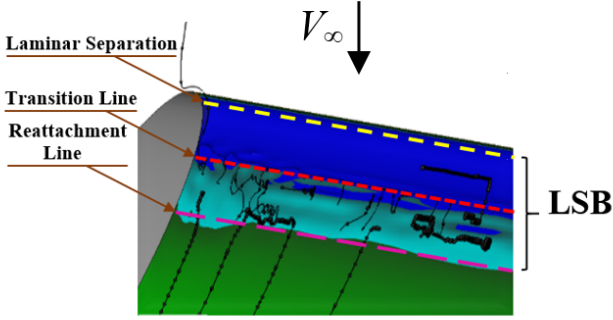 V∞
Laminar Separation
Transition Line
Reattachment
Line
LSB